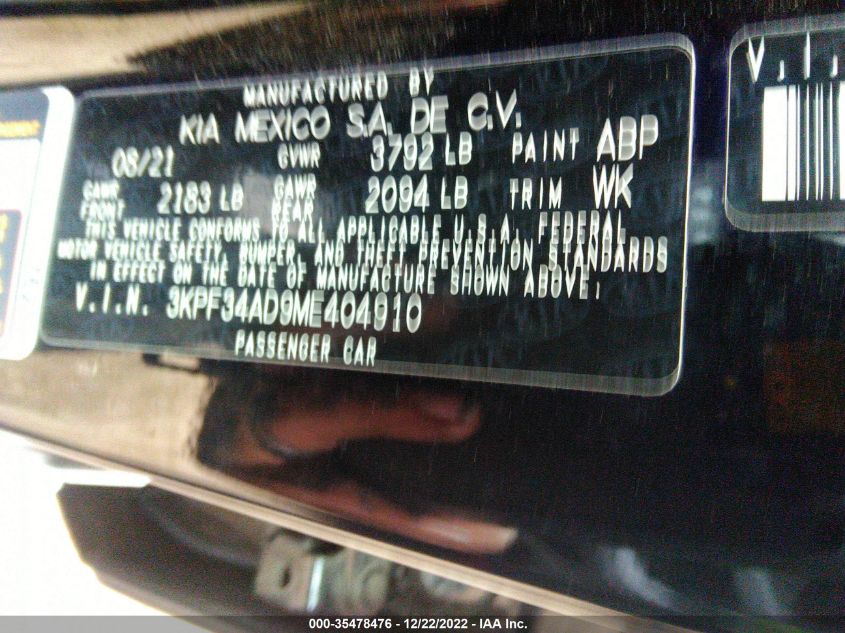 MANUFACTURED BY
KIA MEXICO S.A. DE C.V.
08/21 GVWR 3792 LB PAINT ABP
GAWR FRONT 2183 LB GAWR REAR 2094 LB TRIM WK
THIS VEHICLE CONFORMS TO ALL APPLICABLE U.S.A. FEDERAL
MOTOR VEHICLE SAFETY, BUMPER, AND THEFT PREVENTION STANDARDS
IN EFFECT ON THE DATE OF MANUFACTURE SHOWN ABOVE:
V.I.N. 3KPF34AD9ME404910
PASSENGER CAR
V.I.
000-35478476 - 12/22/2022 - IAA Inc.